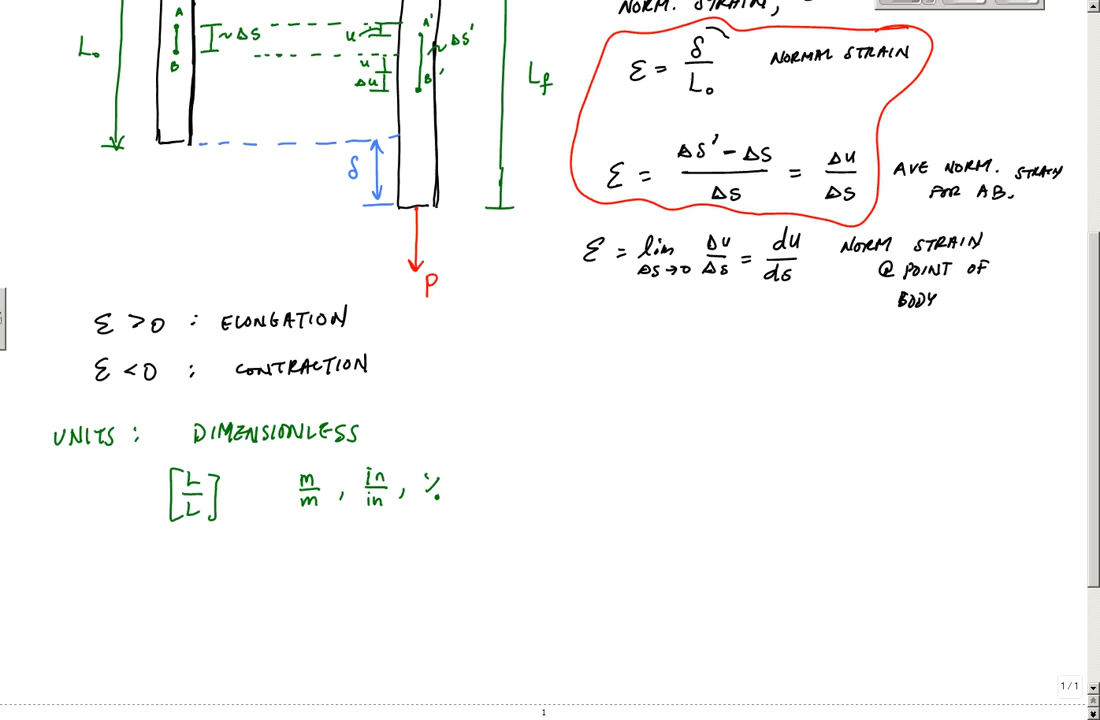 NORM. STRAIN,
A
B
~ΔS
L₀
u
u
Δu
A'
B'
~ΔS'
L_f
δ
P
ε = δ/L₀ NORMAL STRAIN
ε = (ΔS' - ΔS)/ΔS = Δu/ΔS AVE NORM. STRAIN
FOR AB.
ε = lim Δs→0 Δu/Δs = du/ds NORM STRAIN
@ POINT OF
BODY
ε > 0 : ELONGATION
ε < 0 : CONTRACTION
UNITS : DIMENSIONLESS
[L/L] m/m , in/in , %
1/1
1